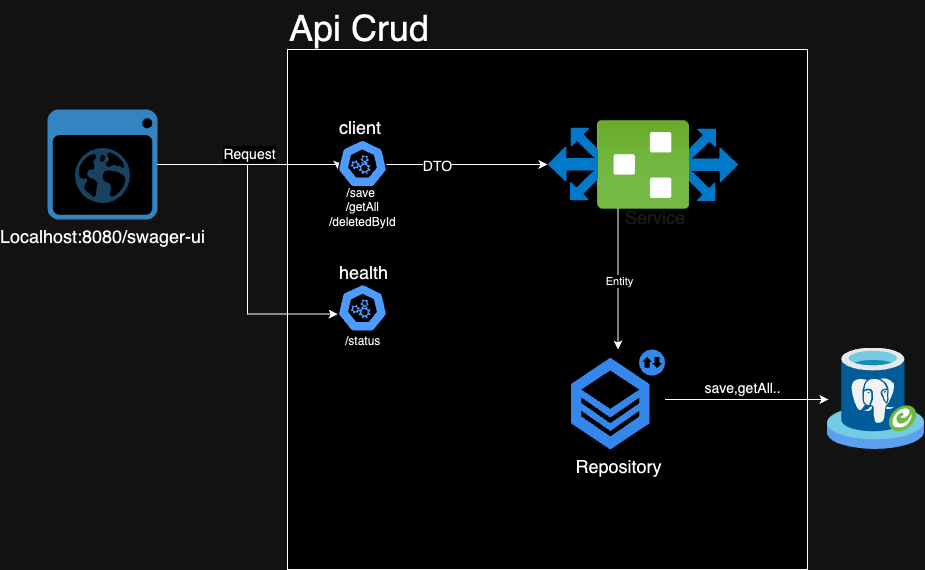 Api Crud
client
Request
DTO
/save
/getAll
/deletedById
Service
Localhost:8080/swager-ui
health
Entity
/status
save,getAll..
Repository